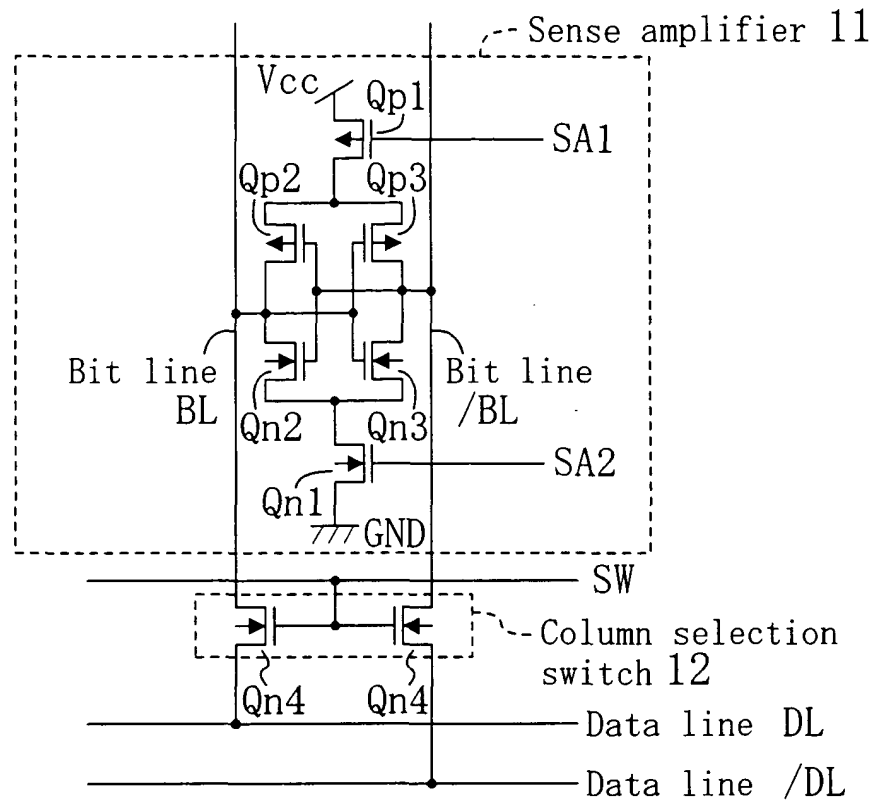 Sense amplifier 11
Vcc
Qp1
SA1
Qp2
Qp3
Bit line
BL
Bit line
/BL
Qn2
Qn3
SA2
Qn1
GND
SW
Column selection
switch 12
Qn4
Qn4
Data line DL
Data line /DL